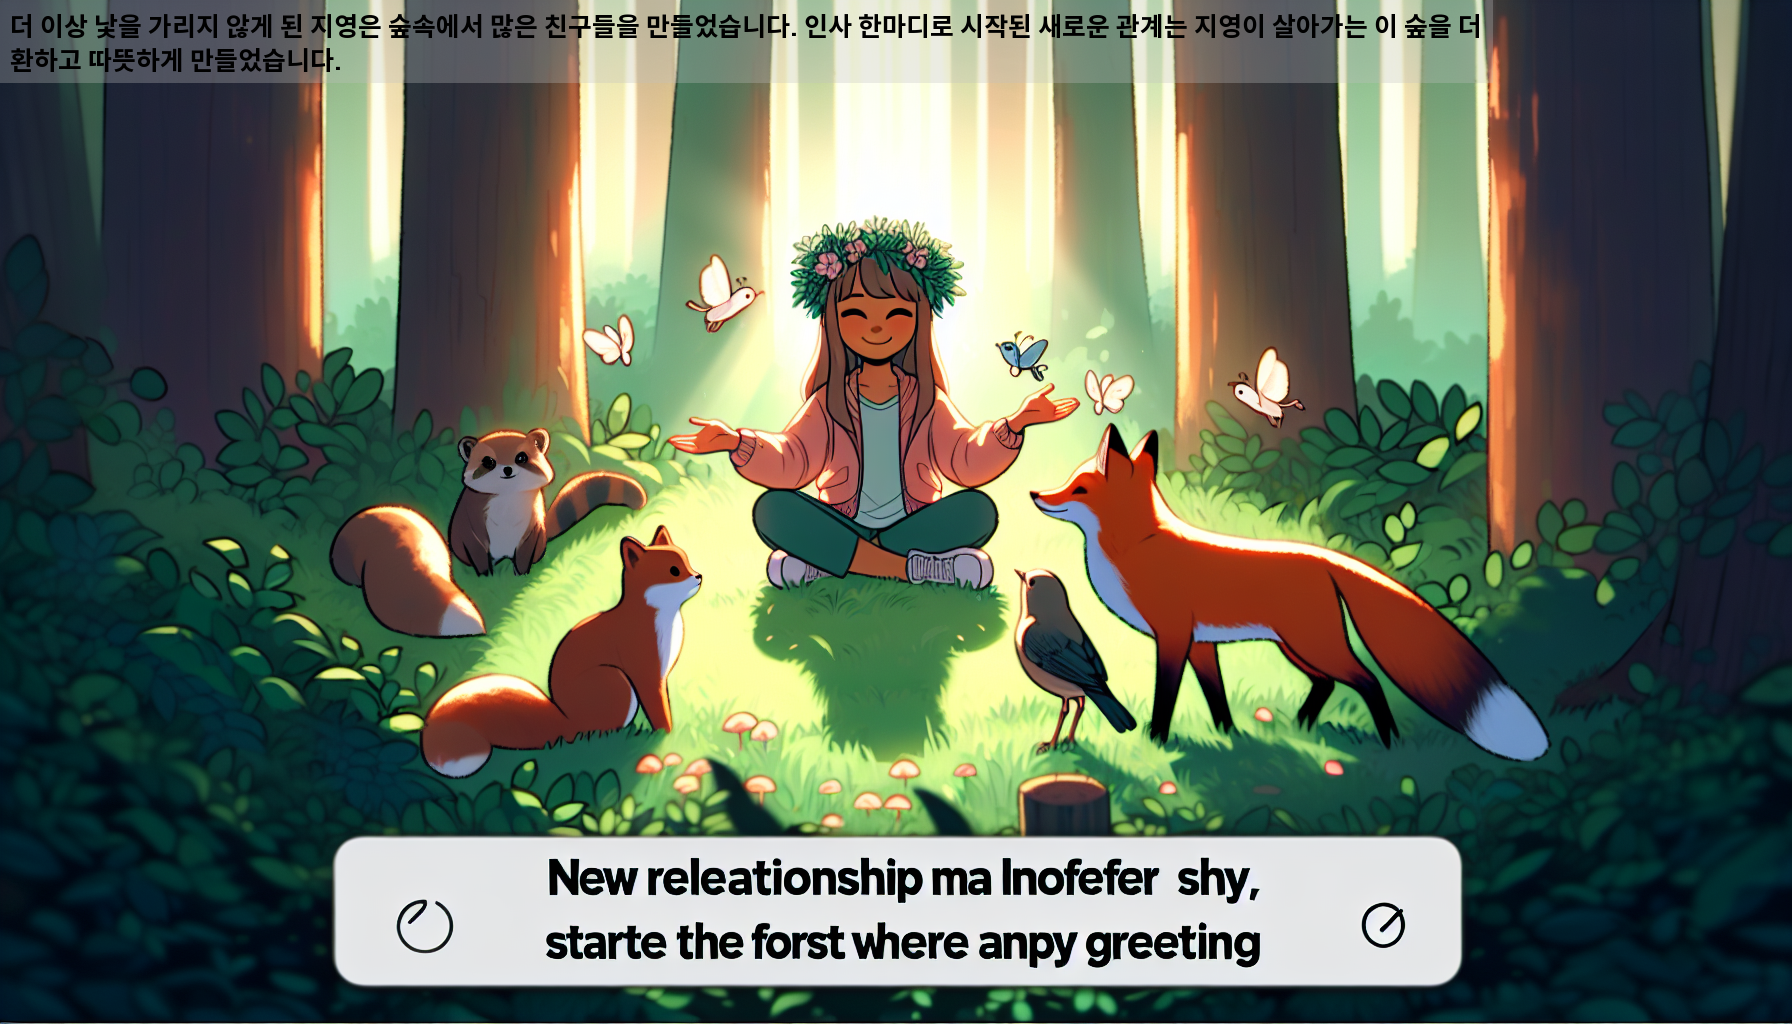 더 이상 낯을 가리지 않게 된 지영은 숲속에서 많은 친구들을 만들었습니다. 인사 한마디로 시작된 새로운 관계는 지영이 살아가는 이 숲을 더
환하고 따뜻하게 만들었습니다.
New releationship ma lnofefer shy,
starte the forst where anpy greeting